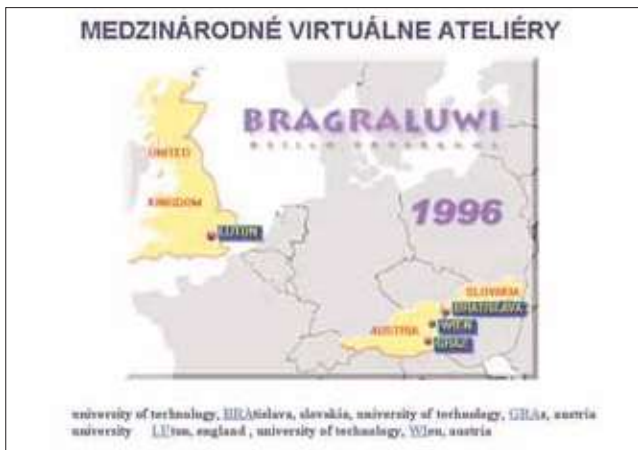 MEDZINÁRODNÉ VIRTUÁLNE ATELIÉRY
BRAGRALUWI
1996
UNITED
KINGDOM
LUTON
SLOVAKIA
BRATISLAVA
WIEN
AUSTRIA
GRAZ
university of technology, BRAtislava, slovakia, university of technology, GRAz, austria
university LUton, england , university of technology, WIen, austria